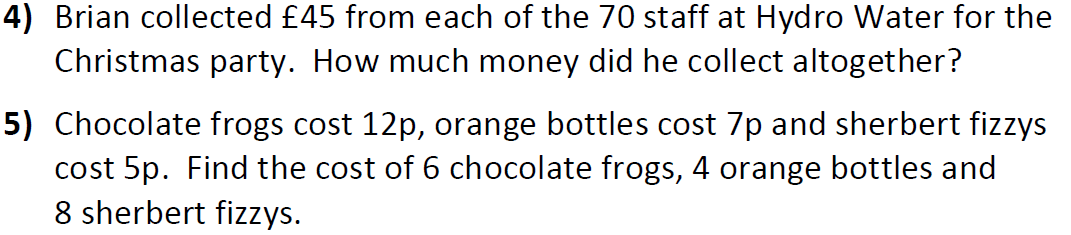 4) Brian collected £45 from each of the 70 staff at Hydro Water for the
Christmas party. How much money did he collect altogether?
5) Chocolate frogs cost 12p, orange bottles cost 7p and sherbert fizzys
cost 5p. Find the cost of 6 chocolate frogs, 4 orange bottles and
8 sherbert fizzys.